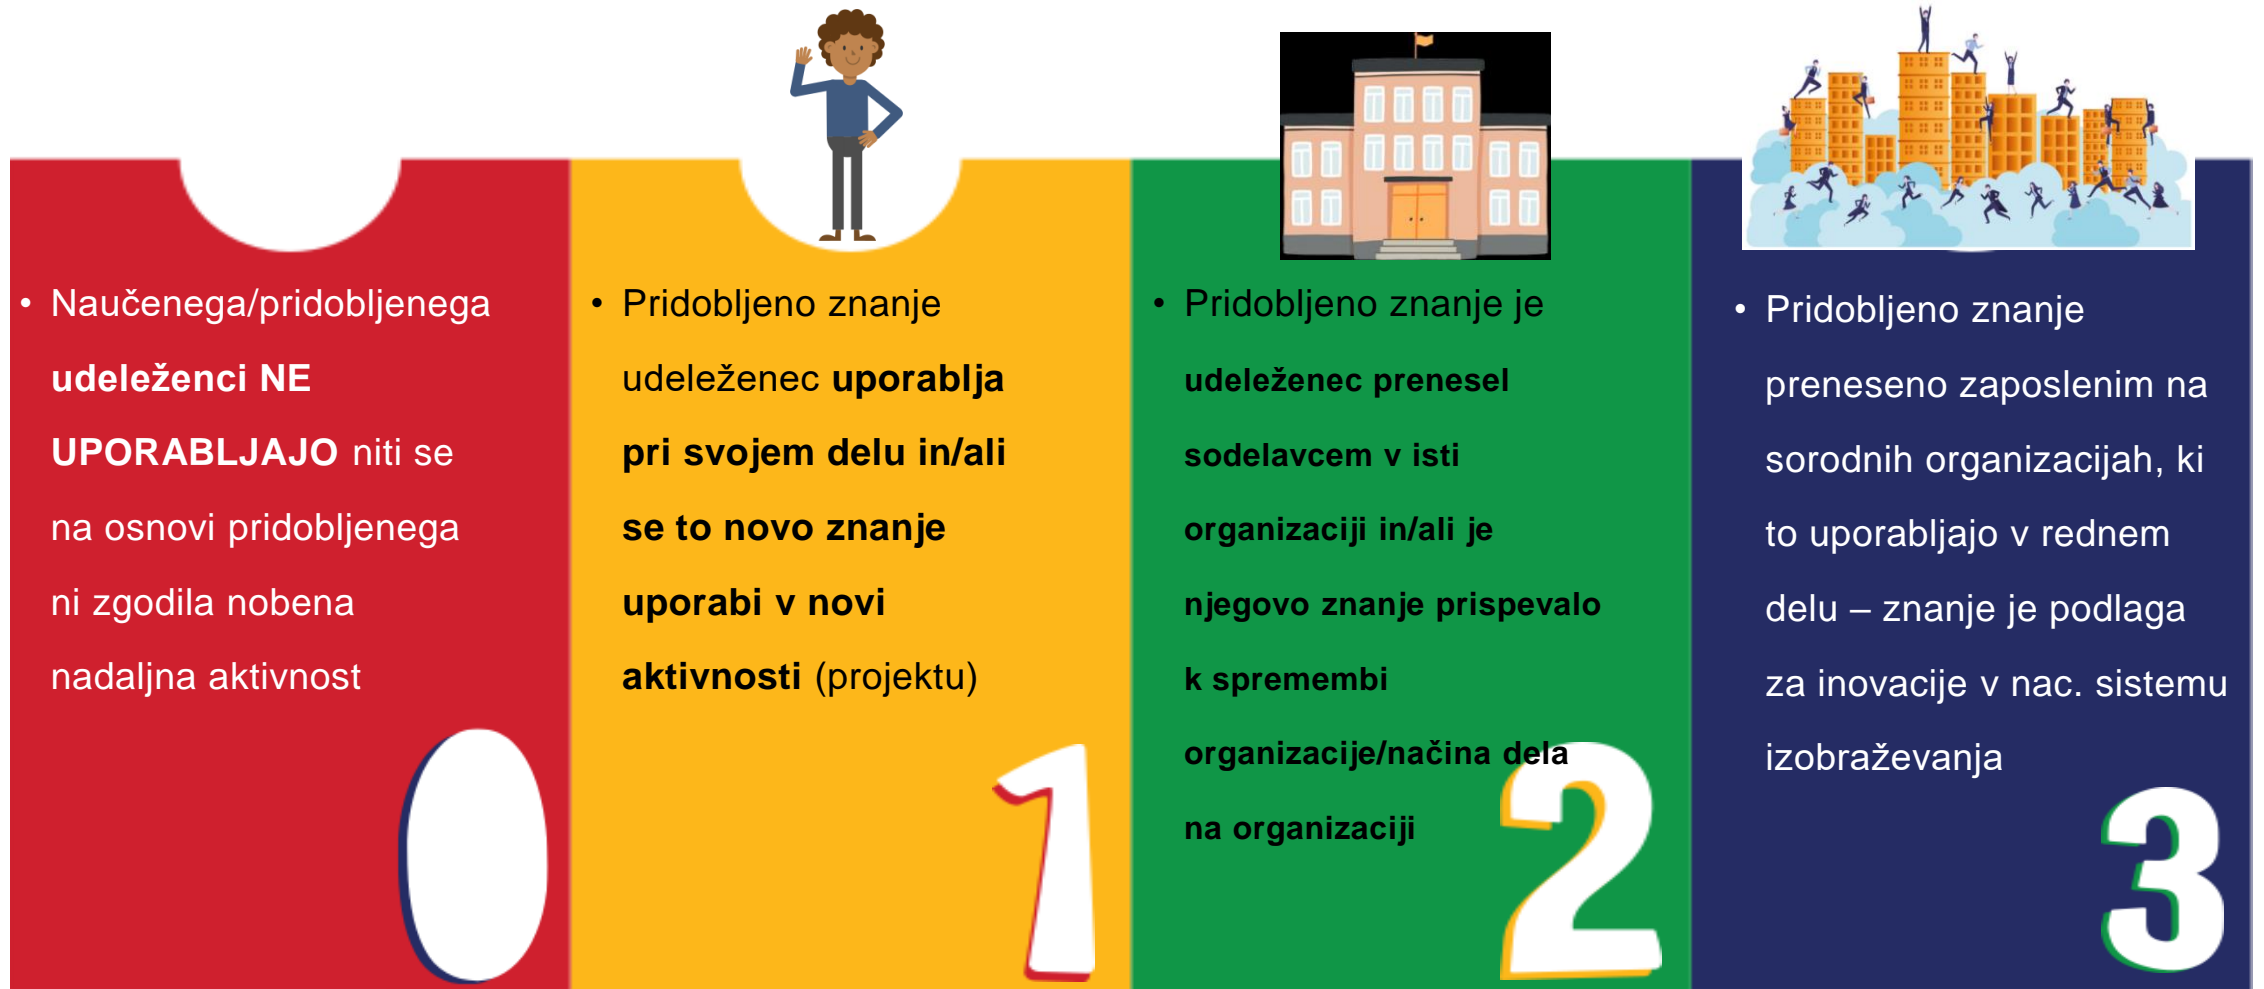 • Naučenega/pridobljenega
udeleženci NE
UPORABLJAJO niti se
na osnovi pridobljenega
ni zgodila nobena
nadaljna aktivnost
0
• Pridobljeno znanje
udeleženec uporablja
pri svojem delu in/ali
se to novo znanje
uporabi v novi
aktivnosti (projektu)
1
• Pridobljeno znanje je
udeleženec prenesel
sodelavcem v isti
organizaciji in/ali je
njegovo znanje prispevalo
k spremembi
organizacije/načina dela
na organizaciji
2
• Pridobljeno znanje
preneseno zaposlenim na
sorodnih organizacijah, ki
to uporabljajo v rednem
delu – znanje je podlaga
za inovacije v nac. sistemu
izobraževanja
3